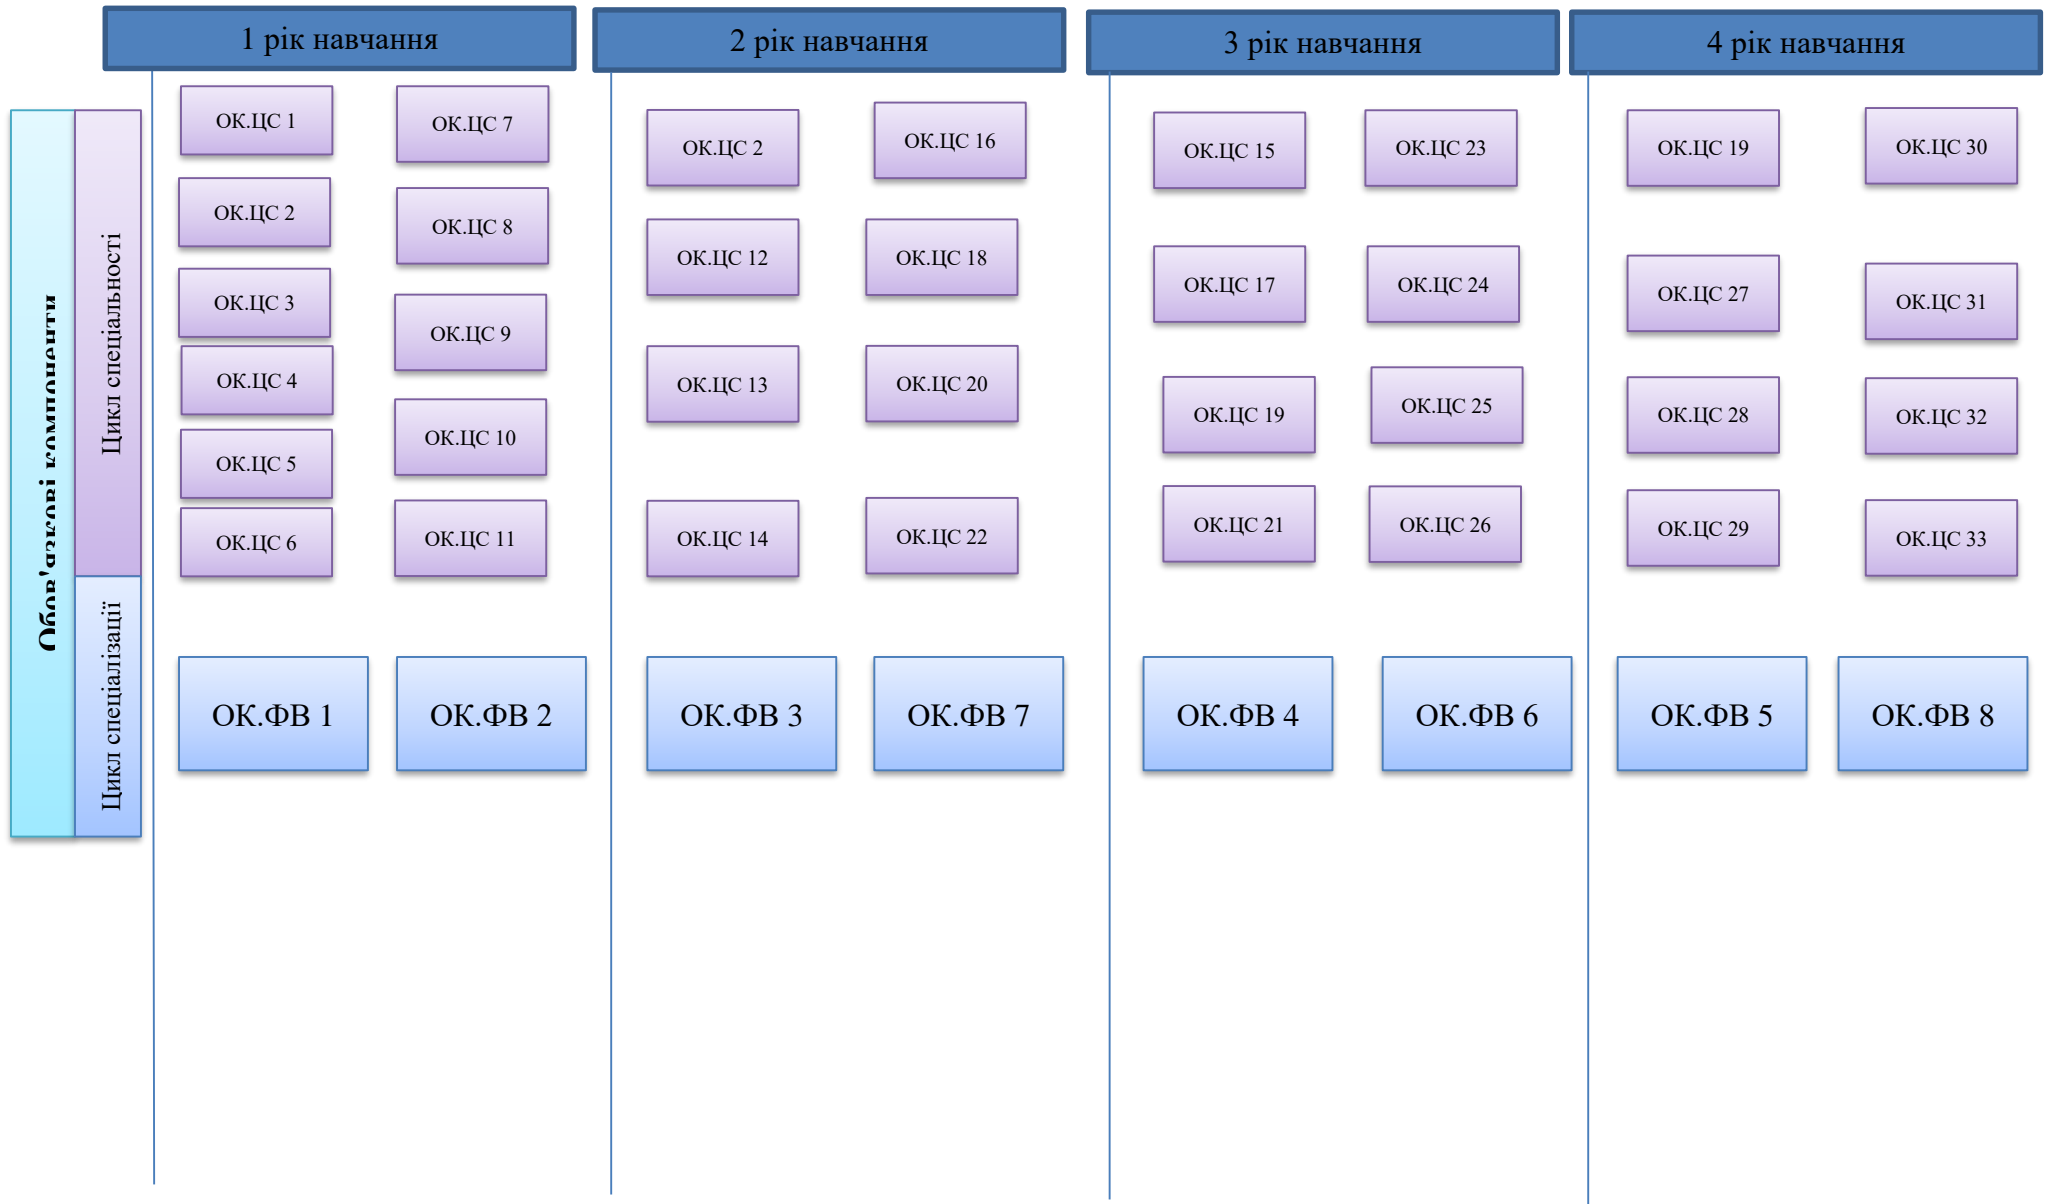 1 рік навчання
2 рік навчання
3 рік навчання
4 рік навчання
Обов'язкові компоненти
Цикл спеціальності
Цикл спеціалізації
ОК.ЦС 1
ОК.ЦС 2
ОК.ЦС 3
ОК.ЦС 4
ОК.ЦС 5
ОК.ЦС 6
ОК.ЦС 7
ОК.ЦС 8
ОК.ЦС 9
ОК.ЦС 10
ОК.ЦС 11
ОК.ЦС 2
ОК.ЦС 12
ОК.ЦС 13
ОК.ЦС 14
ОК.ЦС 16
ОК.ЦС 18
ОК.ЦС 20
ОК.ЦС 22
ОК.ЦС 15
ОК.ЦС 17
ОК.ЦС 19
ОК.ЦС 21
ОК.ЦС 23
ОК.ЦС 24
ОК.ЦС 25
ОК.ЦС 26
ОК.ЦС 19
ОК.ЦС 27
ОК.ЦС 28
ОК.ЦС 29
ОК.ЦС 30
ОК.ЦС 31
ОК.ЦС 32
ОК.ЦС 33
ОК.ФВ 1
ОК.ФВ 2
ОК.ФВ 3
ОК.ФВ 7
ОК.ФВ 4
ОК.ФВ 6
ОК.ФВ 5
ОК.ФВ 8